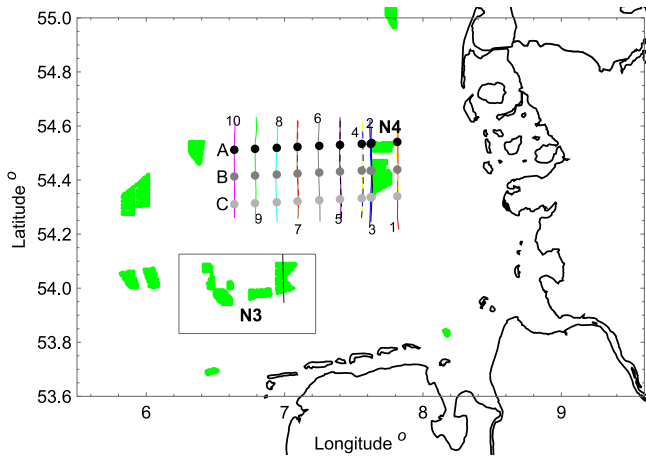 55.0
54.8
54.6
54.4
54.2
54.0
53.8
53.6
Latitude o
10 8 6 4 2 N4
A
B
C
9 7 5 3 1
N3
6 7 8 9
Longitude o